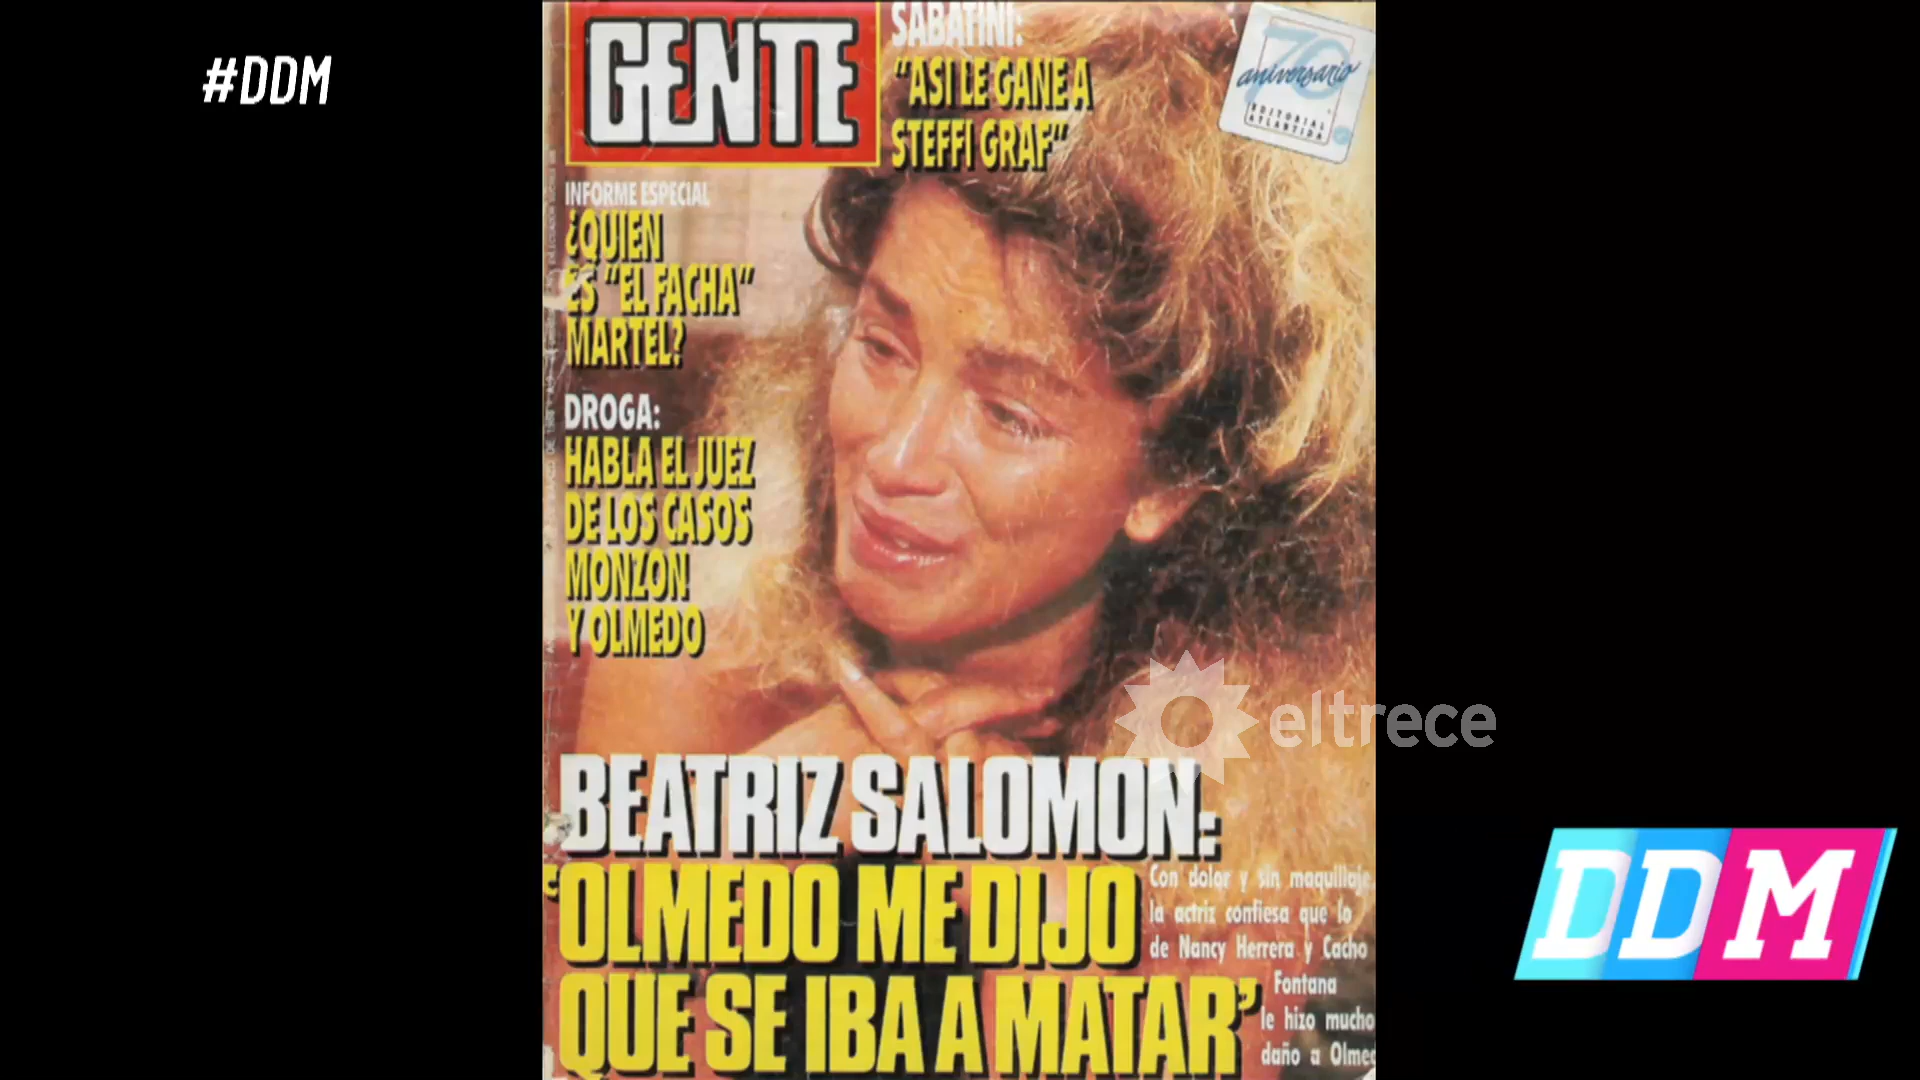 #DDM
GENTE
SABATINI:
"ASI LE GANE A
STEFFI GRAF"
70
aniversario
EDITORIAL
ATLANTIDA
INFORME ESPECIAL
¿QUIEN
ES "EL FACHA"
MARTEL?
DROGA:
HABLA EL JUEZ
DE LOS CASOS
MONZON
Y OLMEDO
eltrece
BEATRIZ SALOMON:
'OLMEDO ME DIJO
QUE SE IBA A MATAR'
Con dolor y sin maquillaje,
la actriz confiesa que lo
de Nancy Herrera y Cacho
Fontana
le hizo mucho
daño a Olmed
DDM